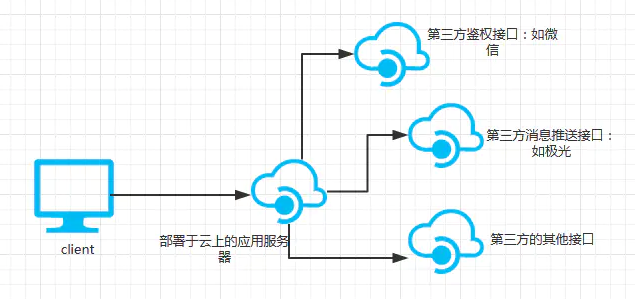 第三方鉴权接口：如微
信
第三方消息推送接口：
如极光
client
部署于云上的应用服务
器
第三方的其他接口